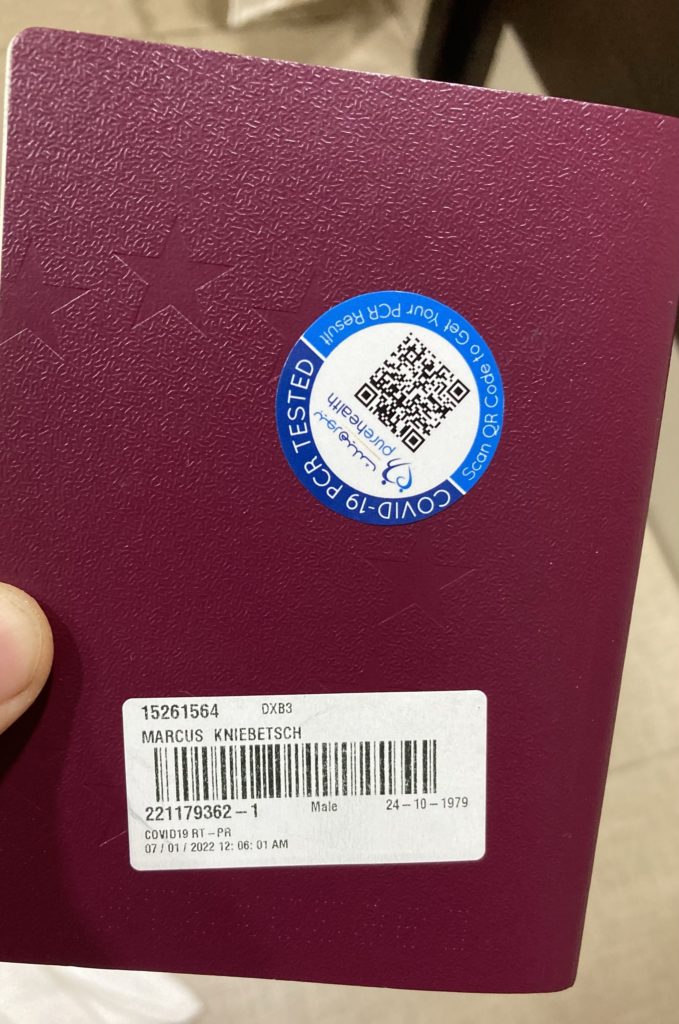 COVID-19 PCR TESTED
Scan QR Code to Get Your PCR Result
بيورهيلث
purehealth
15261564 DXB3
MARCUS KNIEBETSCH
221179362-1 Male 24-10-1979
COVID19 RT-PR
07/01/2022 12:06:01 AM